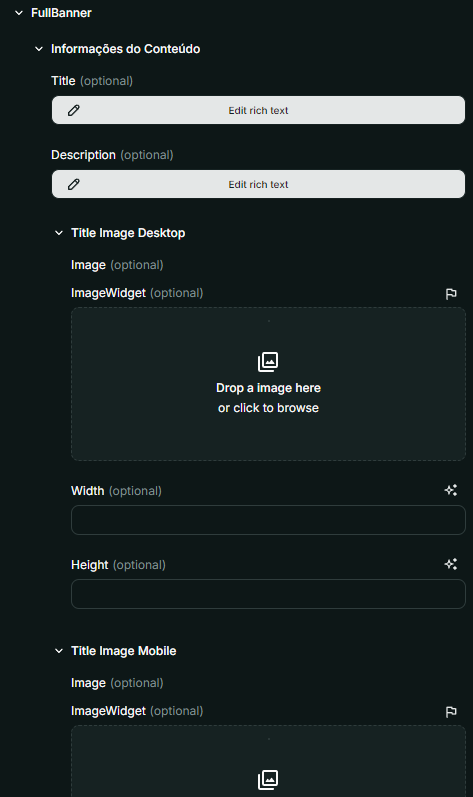 FullBanner
Informações do Conteúdo
Title (optional)
Edit rich text
Description (optional)
Edit rich text
Title Image Desktop
Image (optional)
ImageWidget (optional)
Drop a image here
or click to browse
Width (optional)
Height (optional)
Title Image Mobile
Image (optional)
ImageWidget (optional)